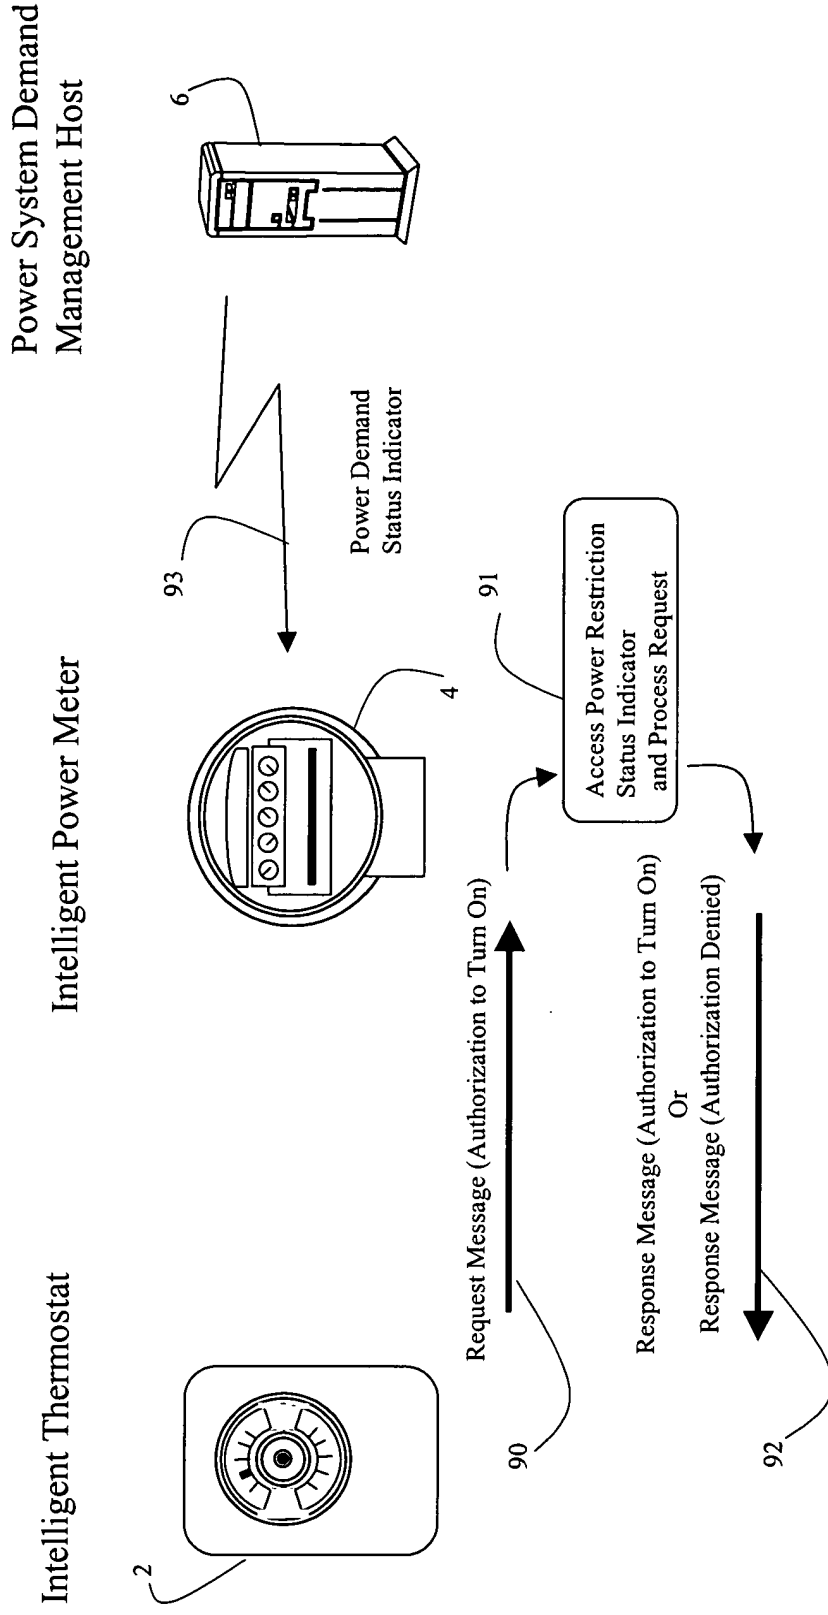 Intelligent Thermostat
Intelligent Power Meter
Power System Demand
Management Host
2
4
6
93
Power Demand
Status Indicator
Request Message (Authorization to Turn On)
90
91
Access Power Restriction
Status Indicator
and Process Request
Response Message (Authorization to Turn On)
Or
Response Message (Authorization Denied)
92